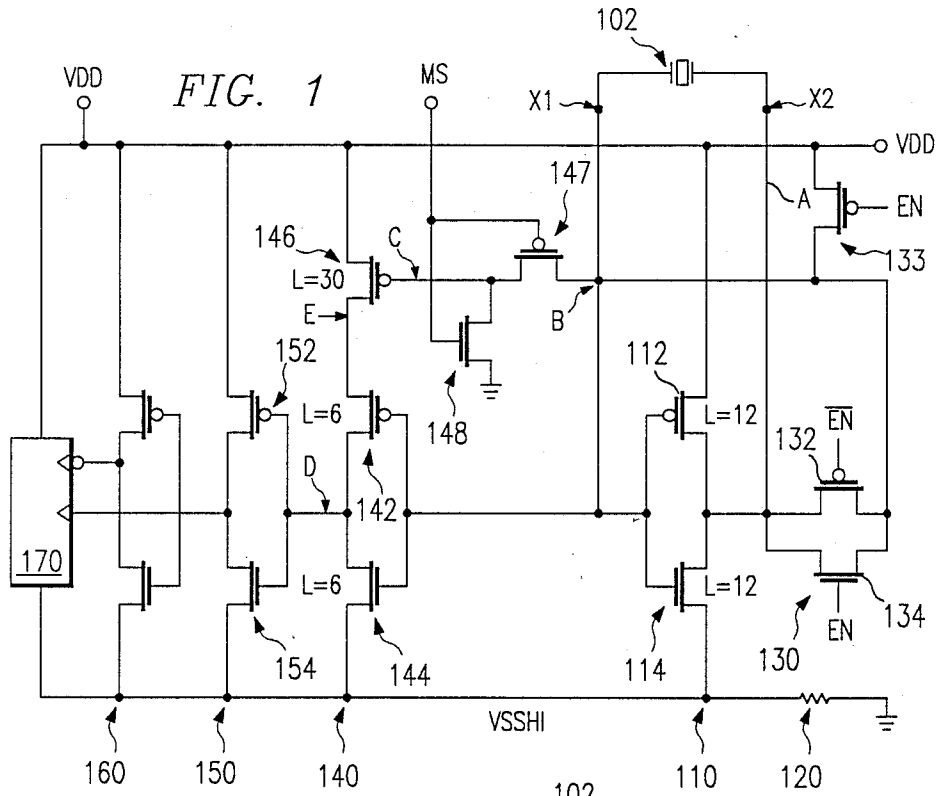 102
VDD
FIG. 1
MS
X1
X2
VDD
147
A
EN
146
C
133
L=30
E
B
152
112
148
L=6
L=12
EN
132
D
142
170
L=6
L=12
134
EN
154
144
114
130
VSSHI
160
150
140
110
120
102